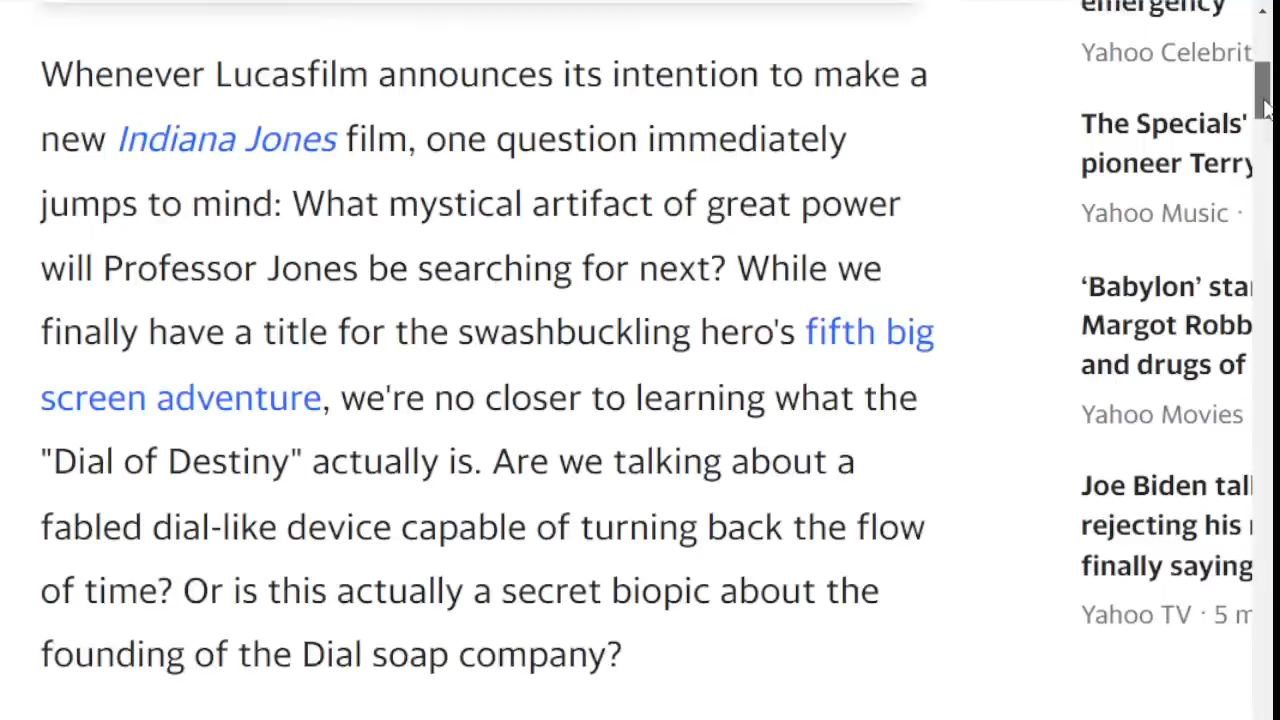 Whenever Lucasfilm announces its intention to make a
new Indiana Jones film, one question immediately
jumps to mind: What mystical artifact of great power
will Professor Jones be searching for next? While we
finally have a title for the swashbuckling hero's fifth big
screen adventure, we're no closer to learning what the
"Dial of Destiny" actually is. Are we talking about a
fabled dial-like device capable of turning back the flow
of time? Or is this actually a secret biopic about the
founding of the Dial soap company?
emergency
Yahoo Celebrit
The Specials'
pioneer Terry
Yahoo Music ·
‘Babylon’ star
Margot Robb
and drugs of
Yahoo Movies
Joe Biden tal
rejecting his
finally saying
Yahoo TV · 5 m